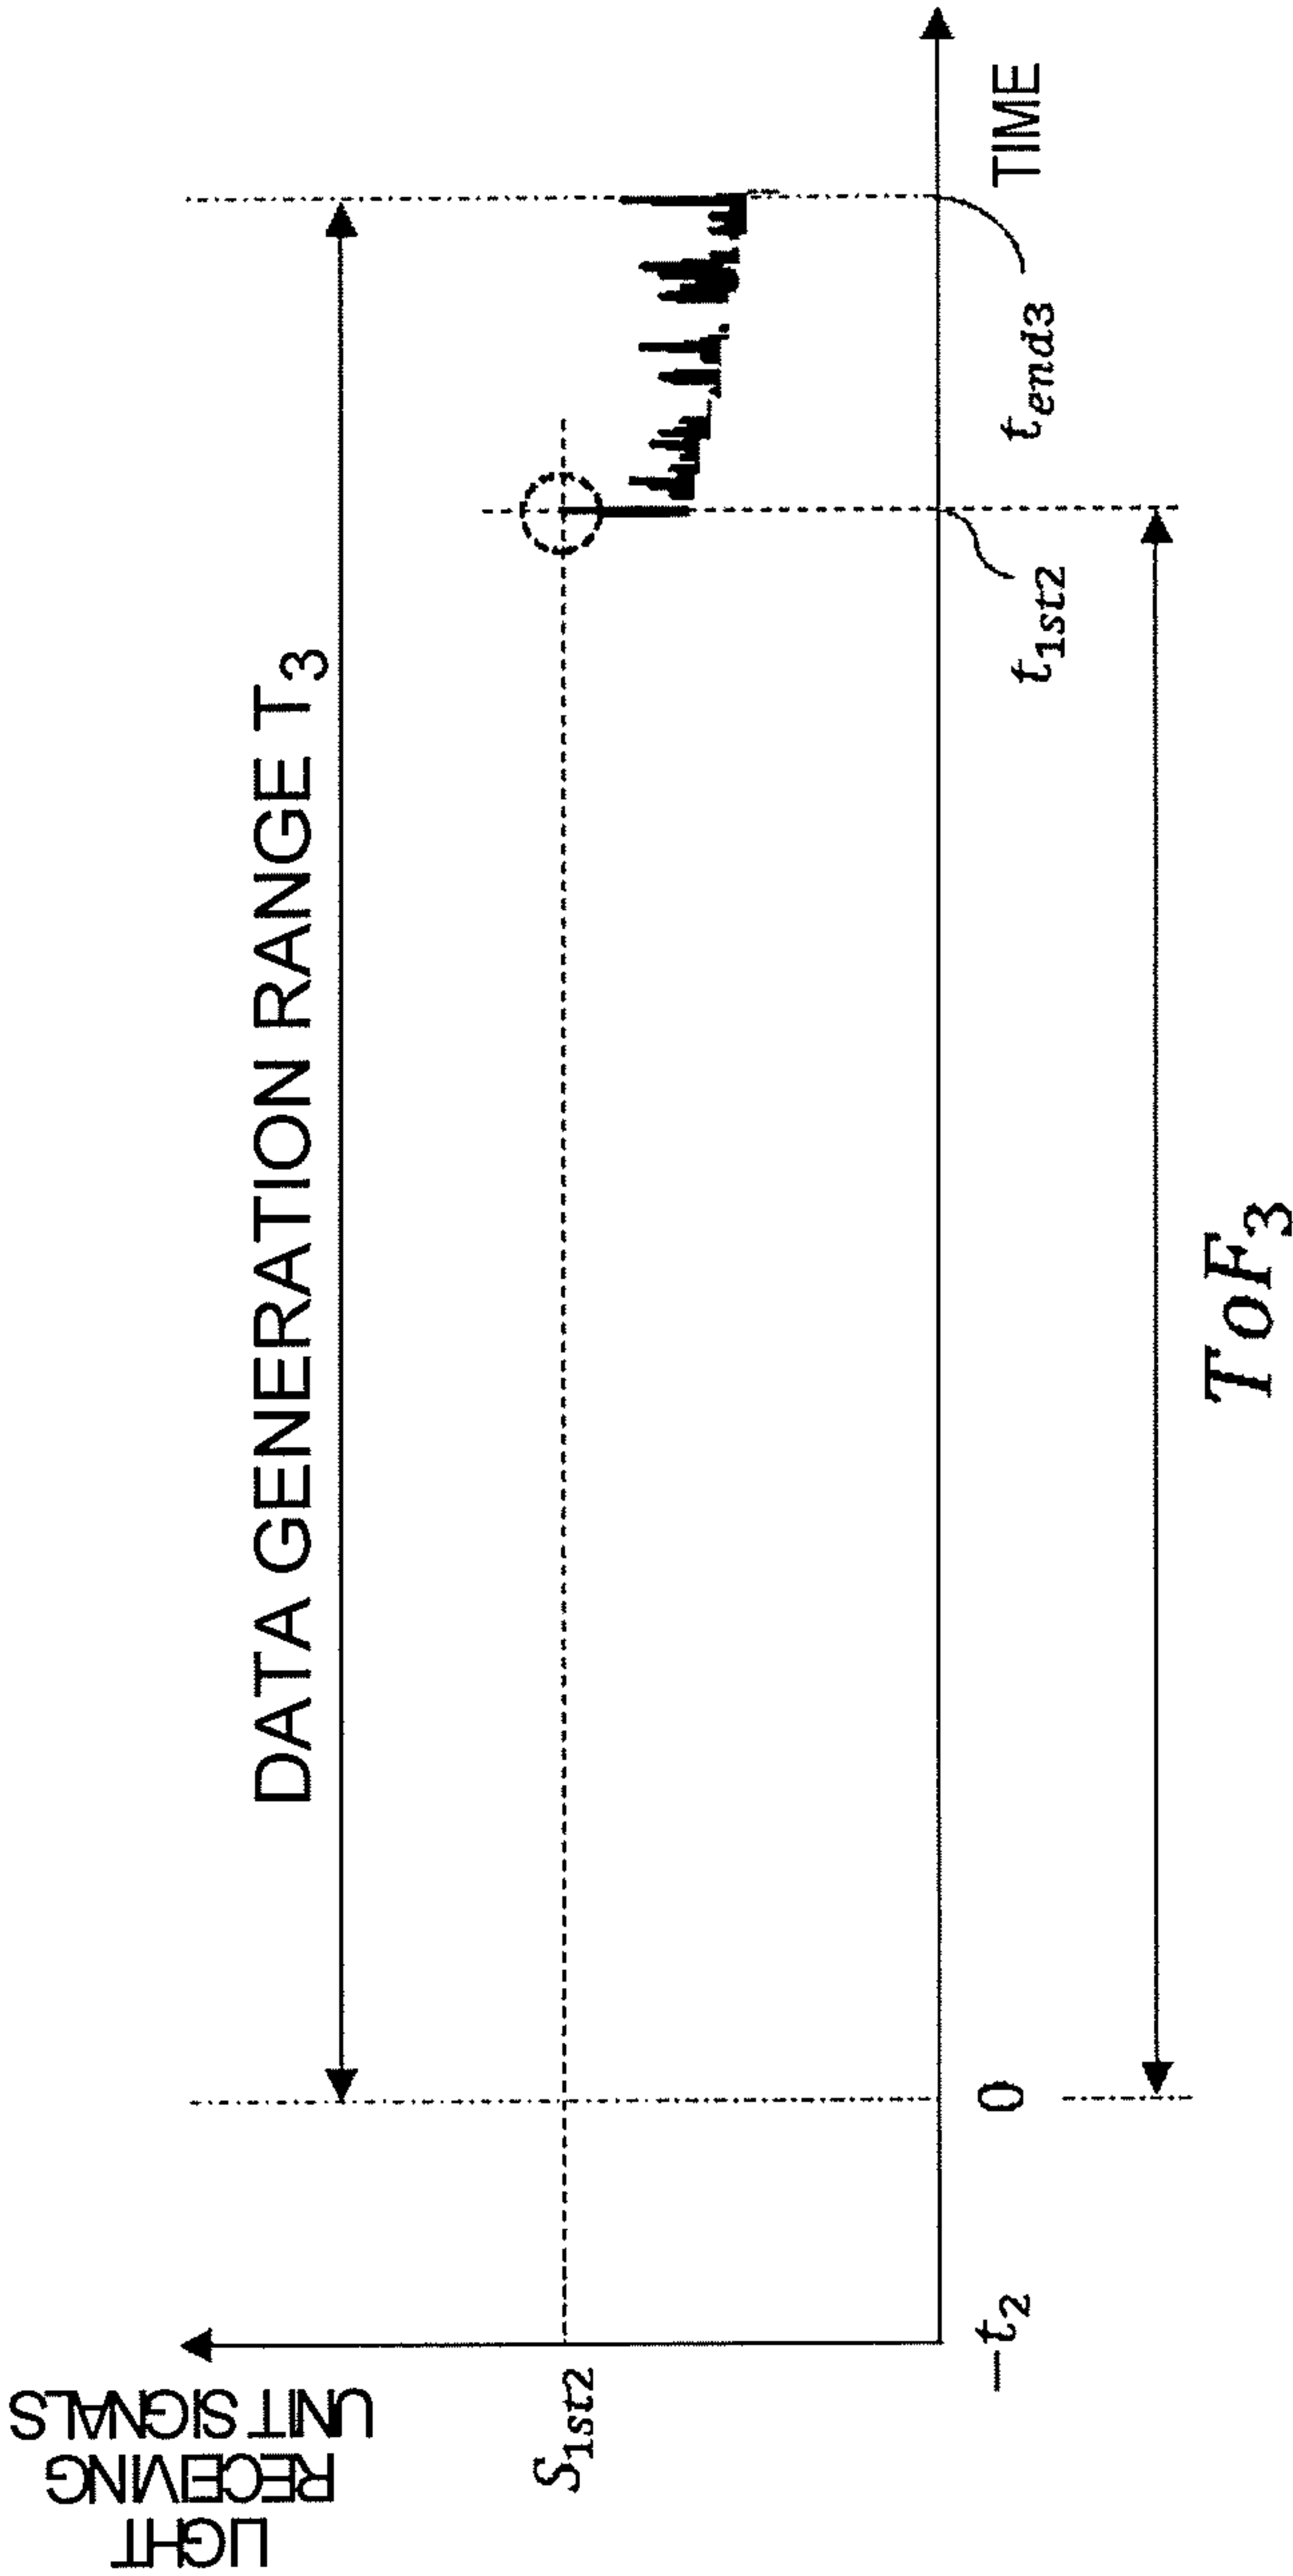 DATA GENERATION RANGE T3
LIGHT
RECEIVING
UNIT SIGNALS
S1st2
−t2
0
t1st2
tend3
TIME
ToF3